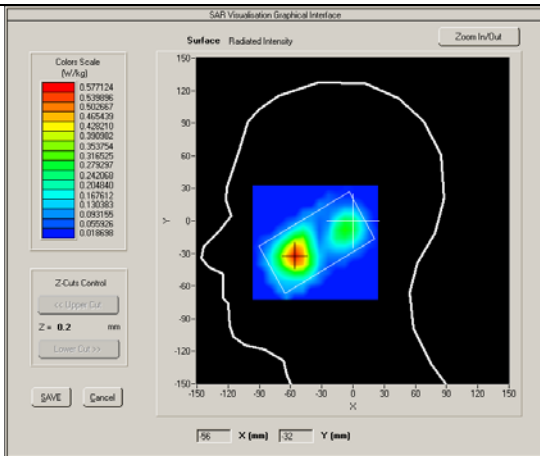 SAR Visualisation Graphical Interface
Surface Radiated Intensity
Zoom In/Out
Colors Scale
(W/kg)
0.577124
0.539896
0.502667
0.465439
0.428210
0.390982
0.353754
0.316525
0.279297
0.242068
0.204840
0.167612
0.130383
0.093155
0.055926
0.018698
Z-Cuts Control
<< Upper Cut
Z = 0.2 mm
Lower Cut >>
SAVE Cancel
150-
120-
90-
60-
30-
0-
-30-
-60-
-90-
-120-
-150-
Y
-150 -120 -90 -60 -30 0 30 60 90 120 150
X
-56 X (mm) -32 Y (mm)